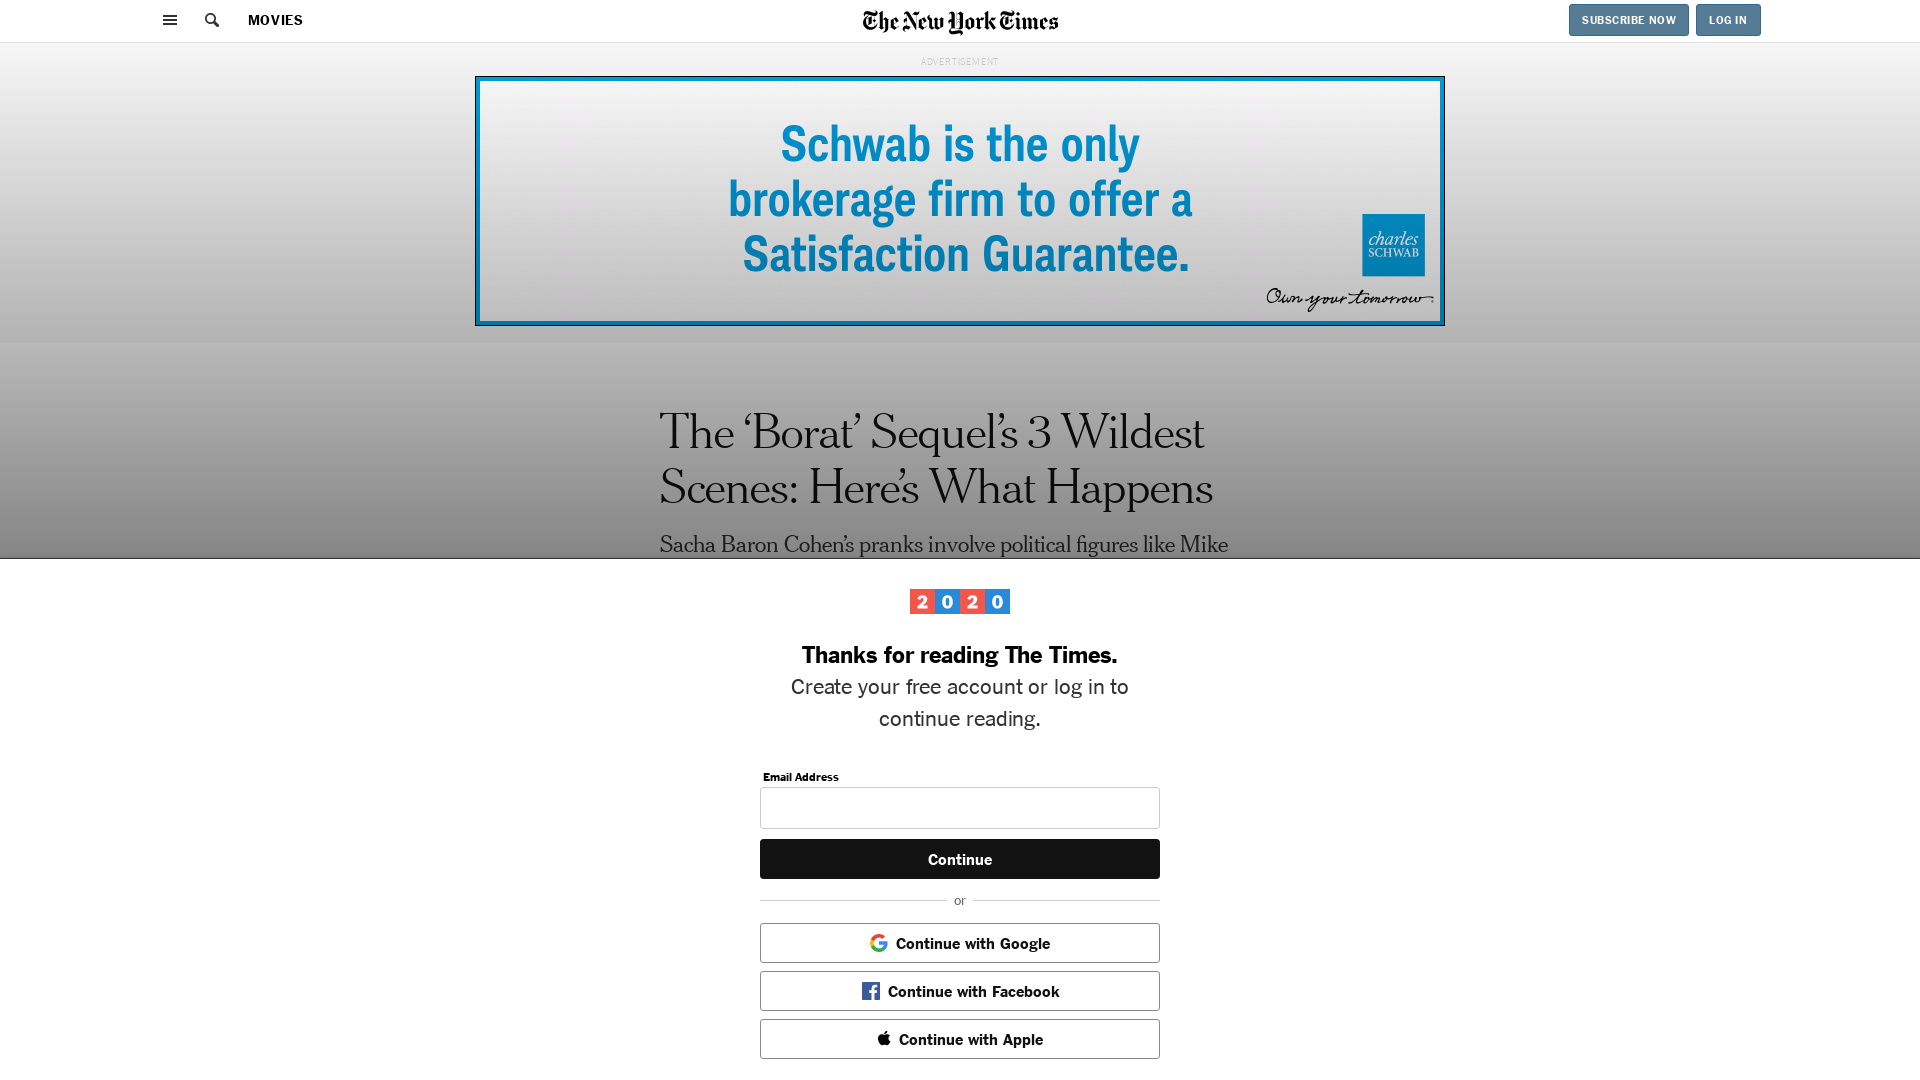 MOVIES
The New York Times
SUBSCRIBE NOW
LOG IN
ADVERTISEMENT
Schwab is the only
brokerage firm to offer a
Satisfaction Guarantee.
charles
SCHWAB
Own your tomorrow
The ‘Borat’ Sequel’s 3 Wildest
Scenes: Here’s What Happens
Sacha Baron Cohen’s pranks involve political figures like Mike
2020
Thanks for reading The Times.
Create your free account or log in to
continue reading.
Email Address
Continue
or
Continue with Google
Continue with Facebook
Continue with Apple